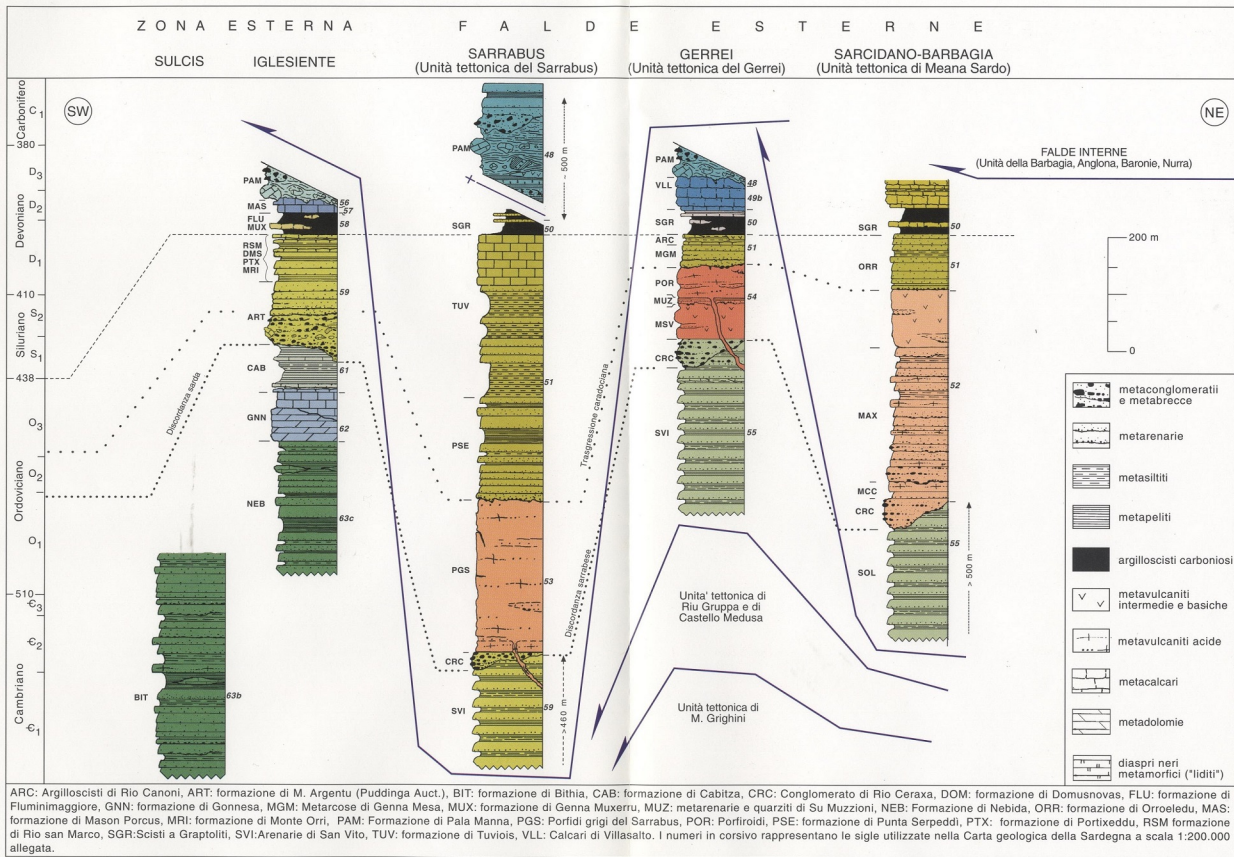 ZONA ESTERNA
FALDE ESTERNE
SULCIS
IGLESIENTE
SARRABUS
(Unità tettonica del Sarrabus)
GERREI
(Unità tettonica del Gerrei)
SARCIDANO-BARBAGIA
(Unità tettonica di Meana Sardo)
SW
NE
FALDE INTERNE
(Unità della Barbagia, Anglona, Baronie, Nurra)
Carbonifero
C1
380
Devoniano
D3
D2
D1
410
Siluriano
S2
S1
438
Ordoviciano
O3
O2
O1
510
Cambriano
Є3
Є2
Є1
BIT
63b
PAM
56
MAS
57
FLU
58
MUX
RSM
DMS
PTX
MRI
59
ART
CAB
61
GNN
62
NEB
63c
Discordanza sarda
PAM
48
~500 m
SGR
50
TUV
51
PSE
PGS
53
CRC
SVI
59
>460 m
Trasgressione caradociana
Discordanza sarrabese
PAM
48
VLL
49b
SGR
50
ARC
51
MGM
POR
54
MUZ
MSV
CRC
SVI
55
Unita' tettonica di
Riu Gruppa e di
Castello Medusa
Unità tettonica di
M. Grighini
SGR
50
ORR
51
52
MAX
MCC
CRC
55
SOL
> 500 m
200 m
0
metaconglomeratii
e metabrecce
metarenarie
metasiltiti
metapeliti
argilloscisti carboniosi
metavulcaniti
intermedie e basiche
metavulcaniti acide
metacalcari
metadolomie
diaspri neri
metamorfici ("liditi")
ARC: Argilloscisti di Rio Canoni, ART: formazione di M. Argentu (Puddinga Auct.), BIT: formazione di Bithia, CAB: formazione di Cabitza, CRC: Conglomerato di Rio Ceraxa, DOM: formazione di Domusnovas, FLU: formazione di
Fluminimaggiore, GNN: formazione di Gonnesa, MGM: Metarcose di Genna Mesa, MUX: formazione di Genna Muxerru, MUZ: metarenarie e quarziti di Su Muzzioni, NEB: Formazione di Nebida, ORR: formazione di Orroeledu, MAS:
formazione di Mason Porcus, MRI: formazione di Monte Orri, PAM: Formazione di Pala Manna, PGS: Porfidi grigi del Sarrabus, POR: Porfiroidi, PSE: formazione di Punta Serpeddì, PTX: formazione di Portixeddu, RSM formazione
di Rio san Marco, SGR:Scisti a Graptoliti, SVI:Arenarie di San Vito, TUV: formazione di Tuviois, VLL: Calcari di Villasalto. I numeri in corsivo rappresentano le sigle utilizzate nella Carta geologica della Sardegna a scala 1:200.000
allegata.